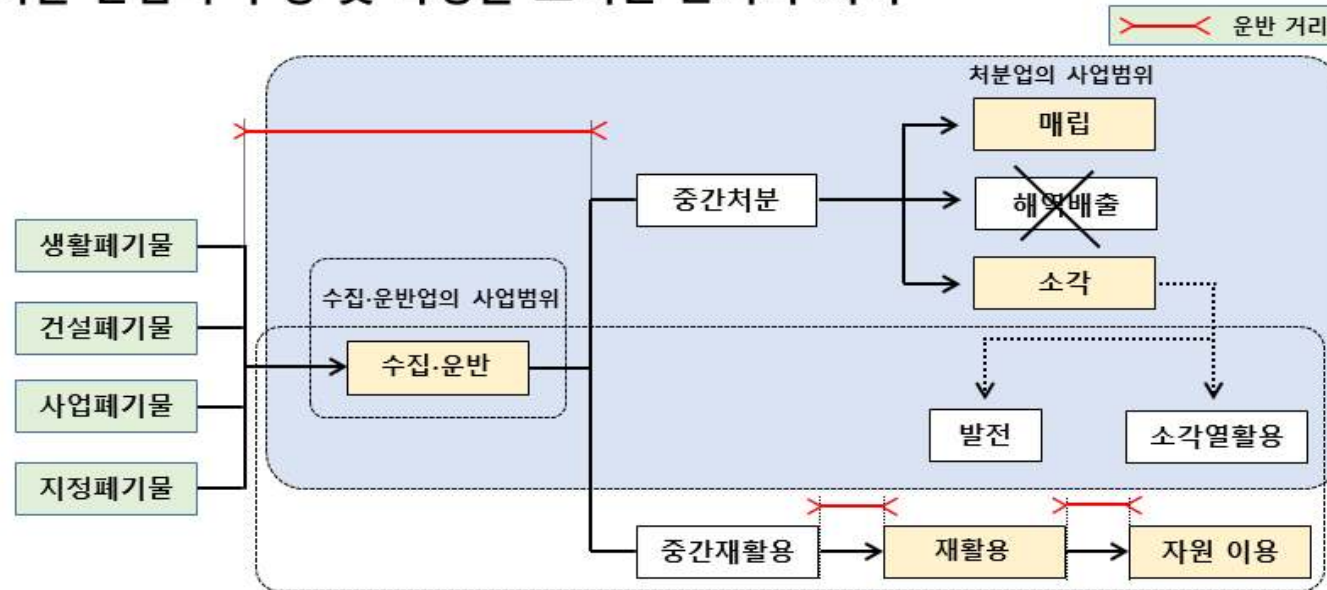 운반 거리
처분업의 사업범위
매립
중간처분
해역배출
생활폐기물
소각
수집·운반업의 사업범위
건설폐기물
수집·운반
사업폐기물
발전
소각열활용
지정폐기물
중간재활용
재활용
자원 이용